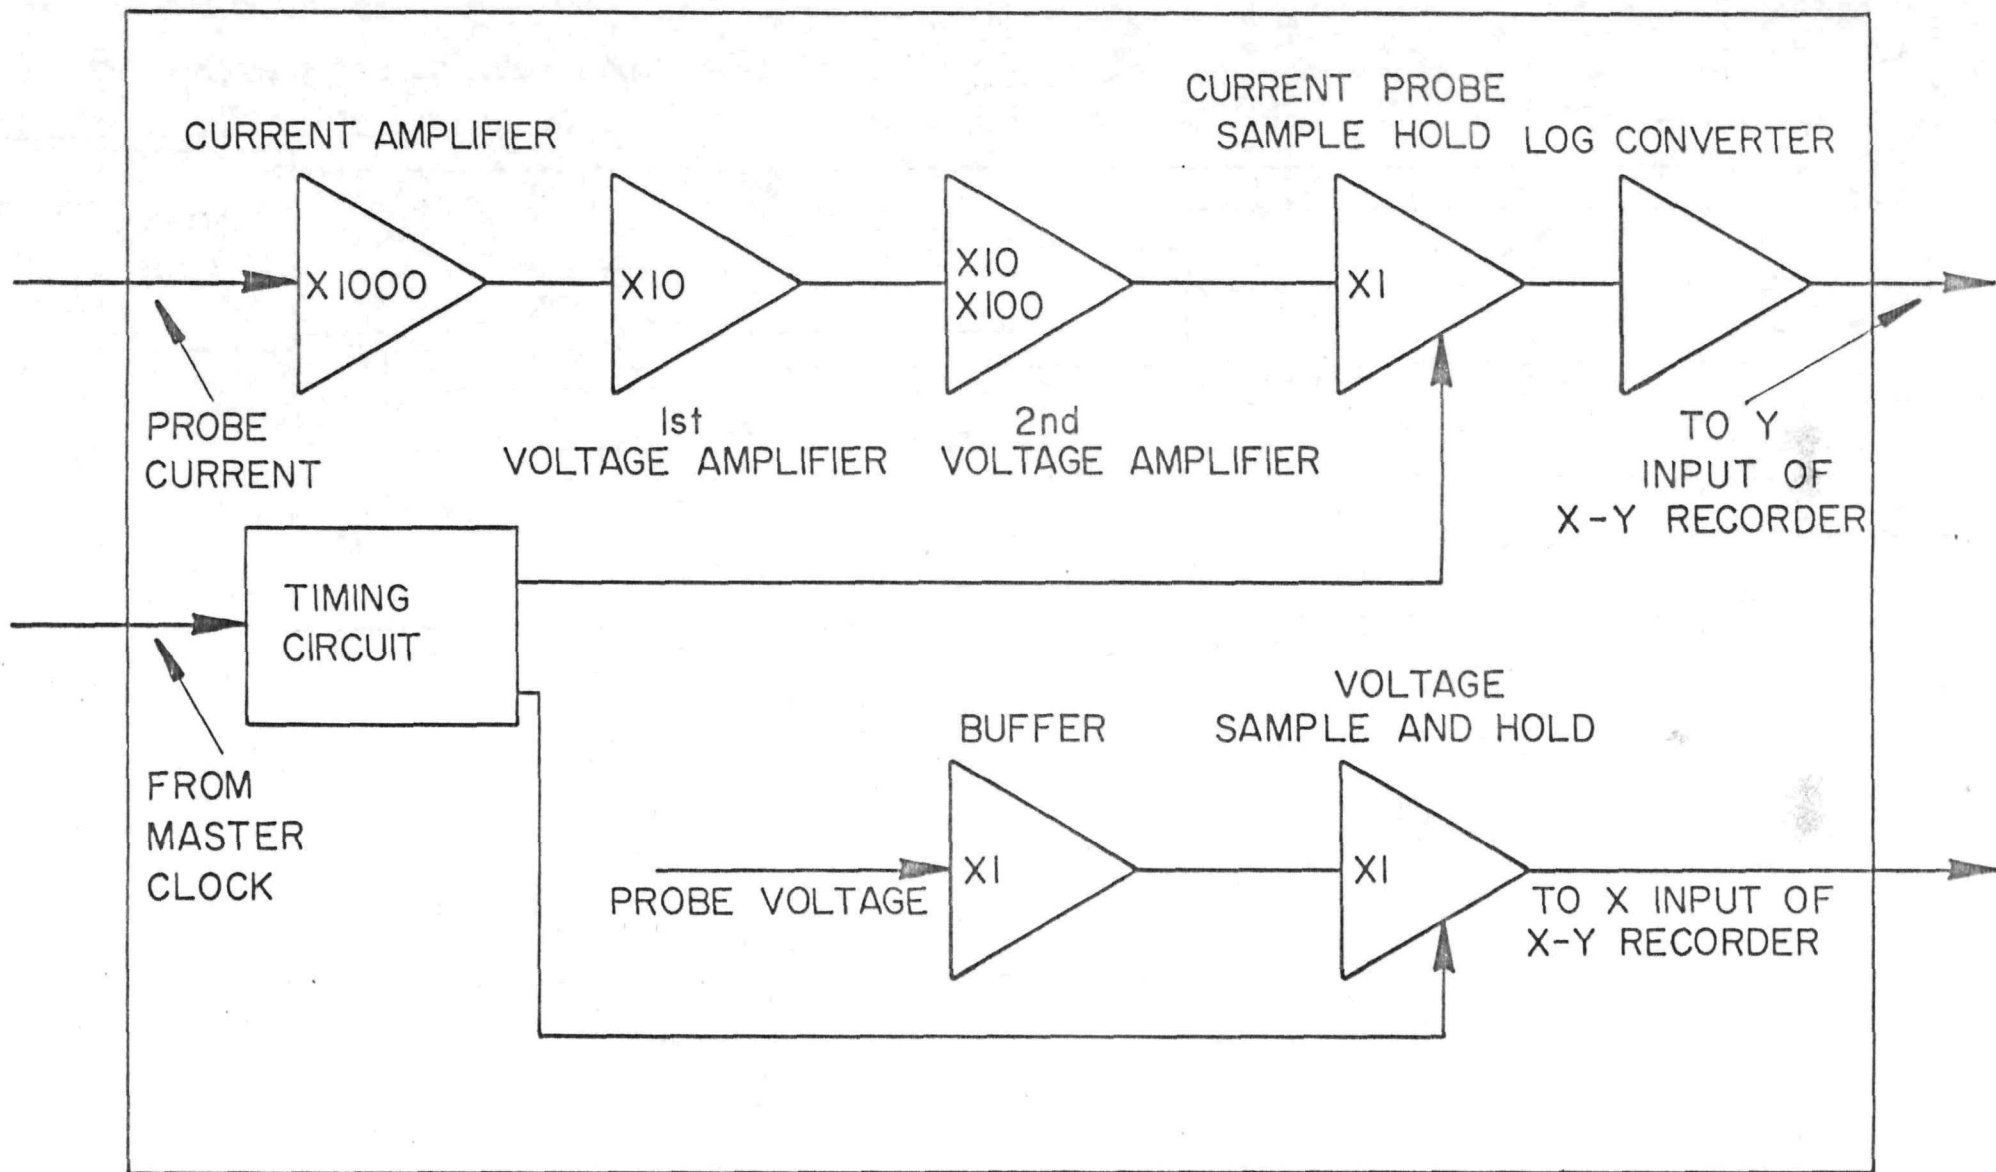 CURRENT AMPLIFIER
CURRENT PROBE
SAMPLE HOLD
LOG CONVERTER
X1000
X10
X10
X100
X1
PROBE
CURRENT
1st
VOLTAGE AMPLIFIER
2nd
VOLTAGE AMPLIFIER
TO Y
INPUT OF
X-Y RECORDER
TIMING
CIRCUIT
FROM
MASTER
CLOCK
BUFFER
VOLTAGE
SAMPLE AND HOLD
X1
X1
PROBE VOLTAGE
TO X INPUT OF
X-Y RECORDER